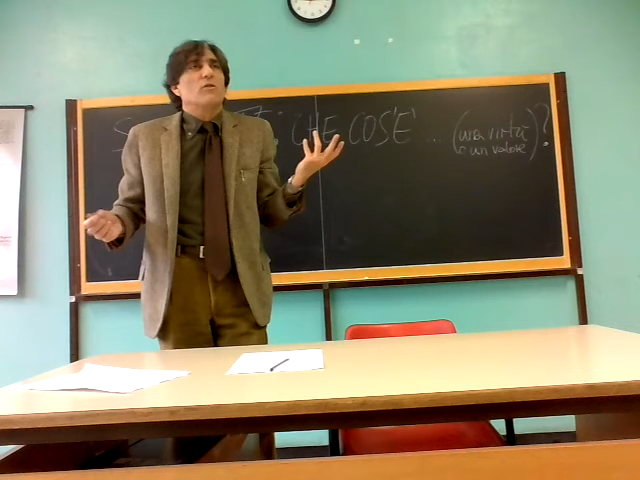 CHE COS'È ... (una virtù
o un valore)?